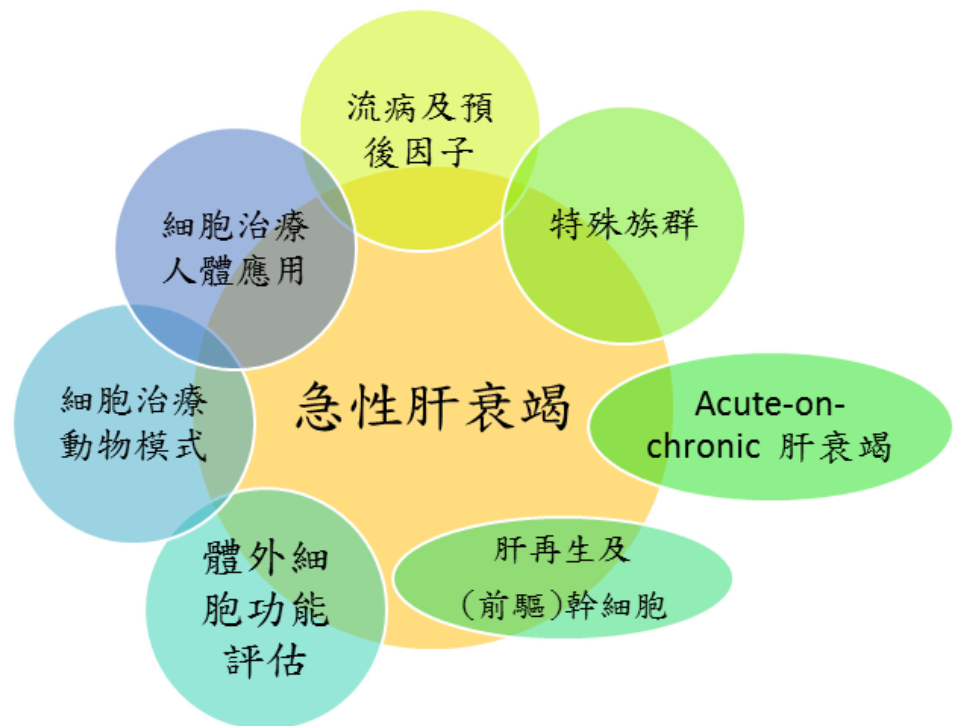 流病及預
後因子
特殊族群
Acute-on-
chronic 肝衰竭
肝再生及
(前驅)幹細胞
體外細
胞功能
評估
細胞治療
動物模式
細胞治療
人體應用
急性肝衰竭